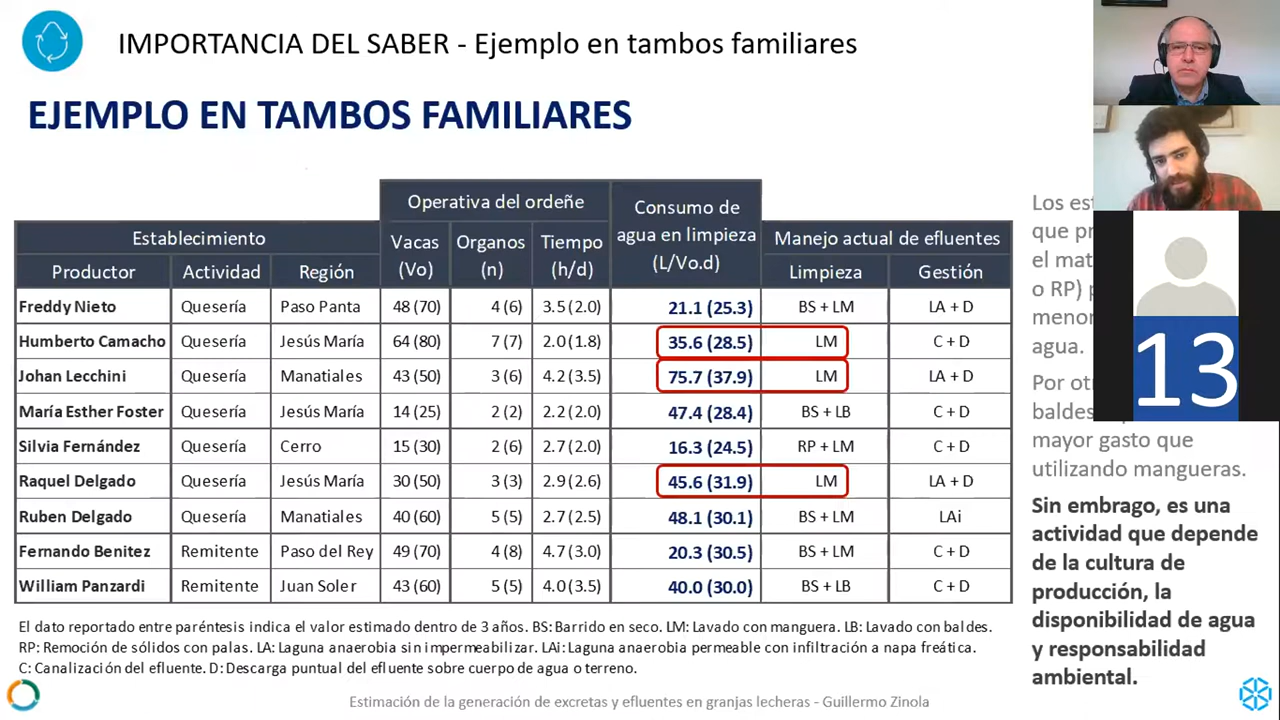 IMPORTANCIA DEL SABER - Ejemplo en tambos familiares
EJEMPLO EN TAMBOS FAMILIARES
Operativa del ordeñe Consumo de agua en limpieza (L/Vo.d)
Establecimiento Vacas (Vo) Organos (n) Tiempo (h/d) Manejo actual de efluentes
Productor Actividad Región Limpieza Gestión
Freddy Nieto Quesería Paso Panta 48 (70) 4 (6) 3.5 (2.0) 21.1 (25.3) BS + LM LA + D
Humberto Camacho Quesería Jesús María 64 (80) 7 (7) 2.0 (1.8) 35.6 (28.5) LM C + D
Johan Lecchini Quesería Manatiales 43 (50) 3 (6) 4.2 (3.5) 75.7 (37.9) LM LA + D
María Esther Foster Quesería Jesús María 14 (25) 2 (2) 2.2 (2.0) 47.4 (28.4) BS + LB C + D
Silvia Fernández Quesería Cerro 15 (30) 2 (6) 2.7 (2.0) 16.3 (24.5) RP + LM C + D
Raquel Delgado Quesería Jesús María 30 (50) 3 (3) 2.9 (2.6) 45.6 (31.9) LM LA + D
Ruben Delgado Quesería Manatiales 40 (60) 5 (5) 2.7 (2.5) 48.1 (30.1) BS + LM LAi
Fernando Benitez Remitente Paso del Rey 49 (70) 4 (8) 4.7 (3.0) 20.3 (30.5) BS + LM C + D
William Panzardi Remitente Juan Soler 43 (60) 5 (5) 4.0 (3.5) 40.0 (30.0) BS + LB C + D
El dato reportado entre paréntesis indica el valor estimado dentro de 3 años. BS: Barrido en seco. LM: Lavado con manguera. LB: Lavado con baldes.
RP: Remoción de sólidos con palas. LA: Laguna anaerobia sin impermeabilizar. LAi: Laguna anaerobia permeable con infiltración a napa freática.
C: Canalización del efluente. D: Descarga puntual del efluente sobre cuerpo de agua o terreno.
Los
que
el
o RP)
agua.
Por
baldes
mayor gasto que
utilizando mangueras.
Sin embrago, es una
actividad que depende
de la cultura de
producción, la
disponibilidad de agua
y responsabilidad
ambiental.
13
Estimación de la generación de excretas y efluentes en granjas lecheras - Guillermo Zinola